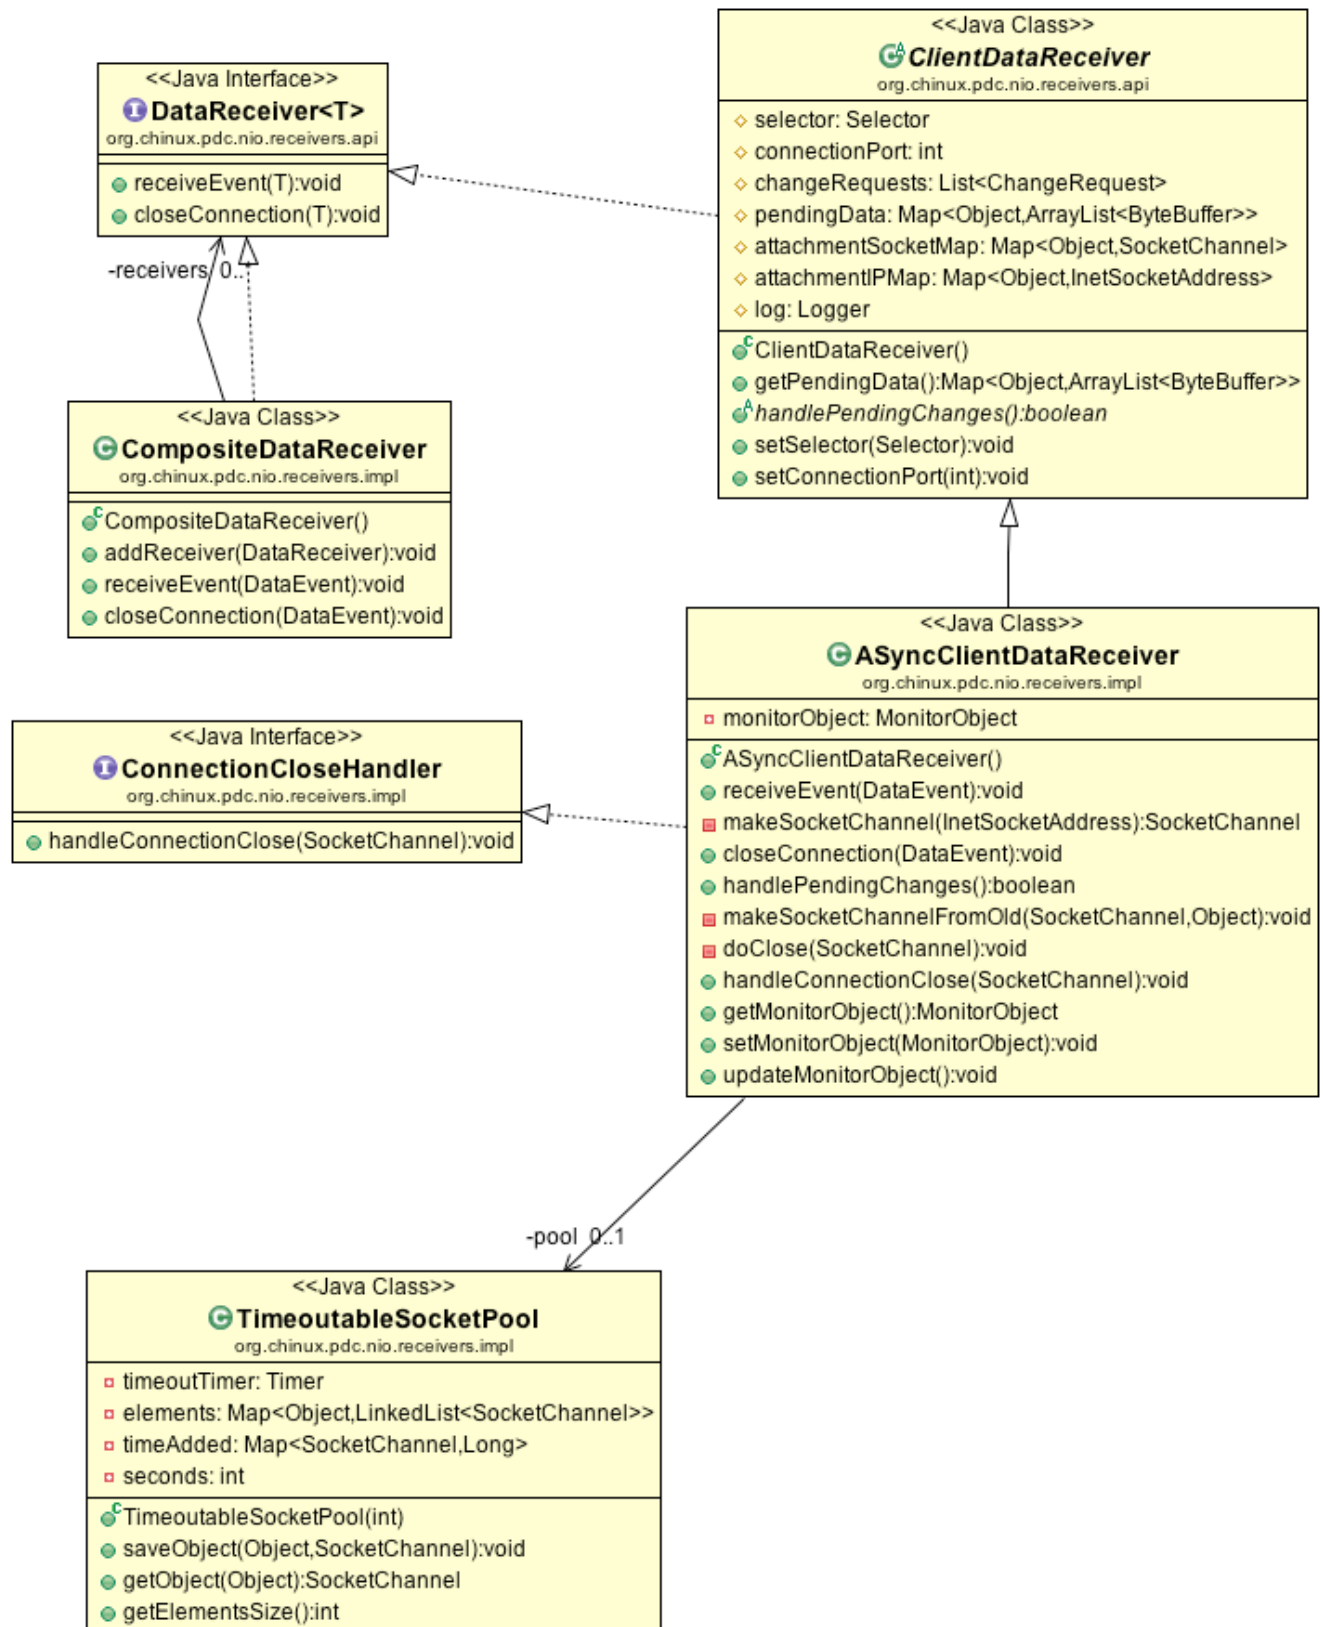 <<Java Interface>>
DataReceiver<T>
org.chinux.pdc.nio.receivers.api
receiveEvent(T):void
closeConnection(T):void
<<Java Class>>
ClientDataReceiver
org.chinux.pdc.nio.receivers.api
selector: Selector
connectionPort: int
changeRequests: List<ChangeRequest>
pendingData: Map<Object,ArrayList<ByteBuffer>>
attachmentSocketMap: Map<Object,SocketChannel>
attachmentIPMap: Map<Object,InetSocketAddress>
log: Logger
ClientDataReceiver()
getPendingData():Map<Object,ArrayList<ByteBuffer>>
handlePendingChanges():boolean
setSelector(Selector):void
setConnectionPort(int):void
-receivers 0..
<<Java Class>>
CompositeDataReceiver
org.chinux.pdc.nio.receivers.impl
CompositeDataReceiver()
addReceiver(DataReceiver):void
receiveEvent(DataEvent):void
closeConnection(DataEvent):void
<<Java Class>>
ASyncClientDataReceiver
org.chinux.pdc.nio.receivers.impl
monitorObject: MonitorObject
ASyncClientDataReceiver()
receiveEvent(DataEvent):void
makeSocketChannel(InetSocketAddress):SocketChannel
closeConnection(DataEvent):void
handlePendingChanges():boolean
makeSocketChannelFromOld(SocketChannel,Object):void
doClose(SocketChannel):void
handleConnectionClose(SocketChannel):void
getMonitorObject():MonitorObject
setMonitorObject(MonitorObject):void
updateMonitorObject():void
<<Java Interface>>
ConnectionCloseHandler
org.chinux.pdc.nio.receivers.impl
handleConnectionClose(SocketChannel):void
-pool 0..1
<<Java Class>>
TimeoutableSocketPool
org.chinux.pdc.nio.receivers.impl
timeoutTimer: Timer
elements: Map<Object,LinkedList<SocketChannel>>
timeAdded: Map<SocketChannel,Long>
seconds: int
TimeoutableSocketPool(int)
saveObject(Object,SocketChannel):void
getObject(Object):SocketChannel
getElementsSize():int